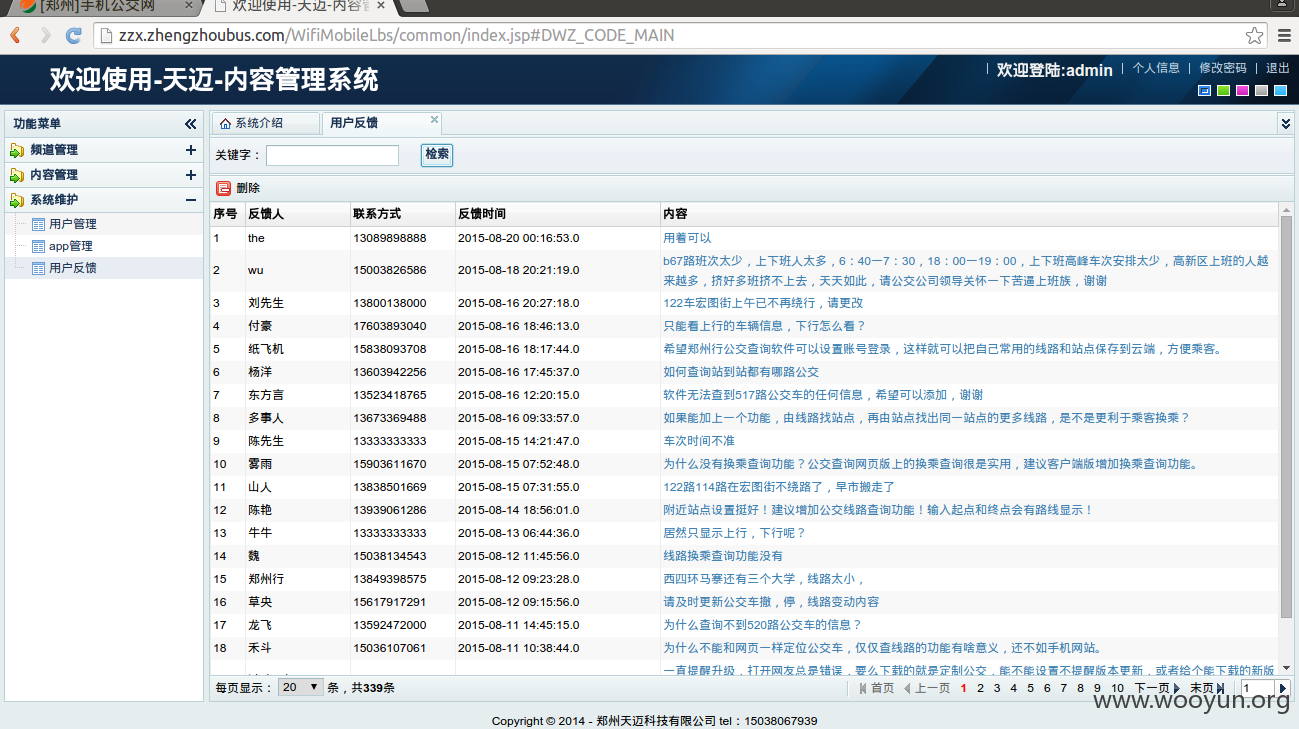 [郑州]手机公交网 × 欢迎使用-天迈-内容管 ×
zzx.zhengzhoubus.com/WifiMobileLbs/common/index.jsp#DWZ_CODE_MAIN
欢迎使用-天迈-内容管理系统
欢迎登陆:admin 个人信息 修改密码 退出
功能菜单
频道管理
内容管理
系统维护
用户管理
app管理
用户反馈
系统介绍 用户反馈
关键字： 检索
删除
序号 反馈人 联系方式 反馈时间 内容
1 the 13089898888 2015-08-20 00:16:53.0 用着可以
2 wu 15003826586 2015-08-18 20:21:19.0 b67路班次太少，上下班人太多，6：40一7：30，18：00一19：00，上下班高峰车次安排太少，高新区上班的人越
来越多，挤好多班挤不上去，天天如此，请公交公司领导关怀一下苦逼上班族，谢谢
3 刘先生 13800138000 2015-08-16 20:27:18.0 122车宏图街上午已不再绕行，请更改
4 付豪 17603893040 2015-08-16 18:46:13.0 只能看上行的车辆信息，下行怎么看？
5 纸飞机 15838093708 2015-08-16 18:17:44.0 希望郑州行公交查询软件可以设置账号登录，这样就可以把自己常用的线路和站点保存到云端，方便乘客。
6 杨洋 13603942256 2015-08-16 17:45:37.0 如何查询站到站都有哪路公交
7 东方言 13523418765 2015-08-16 12:20:15.0 软件无法查到517路公交车的任何信息，希望可以添加，谢谢
8 多事人 13673369488 2015-08-16 09:33:57.0 如果能加上一个功能，由线路找站点，再由站点找出同一站点的更多线路，是不是更利于乘客换乘？
9 陈先生 13333333333 2015-08-15 14:21:47.0 车次时间不准
10 雾雨 15903611670 2015-08-15 07:52:48.0 为什么没有换乘查询功能？公交查询网页版上的换乘查询很是实用，建议客户端版增加换乘查询功能。
11 山人 13838501669 2015-08-15 07:31:55.0 122路114路在宏图街不绕路了，早市搬走了
12 陈艳 13939061286 2015-08-14 18:56:01.0 附近站点设置挺好！建议增加公交线路查询功能！输入起点和终点会有路线显示！
13 牛牛 13333333333 2015-08-13 06:44:36.0 居然只显示上行，下行呢？
14 魏 15038134543 2015-08-12 11:45:56.0 线路换乘查询功能没有
15 郑州行 13849398575 2015-08-12 09:23:28.0 西四环马寨还有三个大学，线路太小，
16 草央 15617917291 2015-08-12 09:15:56.0 请及时更新公交车撤，停，线路变动内容
17 龙飞 13592472000 2015-08-11 14:45:15.0 为什么查询不到520路公交车的信息？
18 禾斗 15036107061 2015-08-11 10:38:44.0 为什么不能和网页一样定位公交车，仅仅查线路的功能有啥意义，还不如手机网站。
一直提醒升级，打开网友总是错误，要么下载的就是定制公交，能不能设置不提醒版本更新，或者给个能下载的新版
每页显示： 20 条，共339条 首页 上一页 1 2 3 4 5 6 7 8 9 10 下一页 末页 1
www.wooyun.org
Copyright © 2014 - 郑州天迈科技有限公司 tel：15038067939